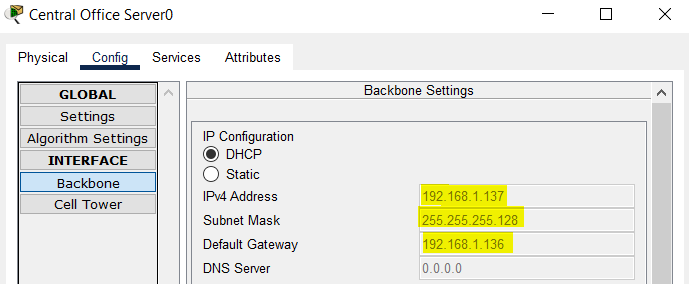 Central Office Server0
Physical Config Services Attributes
GLOBAL
Settings
Algorithm Settings
INTERFACE
Backbone
Cell Tower
Backbone Settings
IP Configuration
DHCP
Static
IPv4 Address 192.168.1.137
Subnet Mask 255.255.255.128
Default Gateway 192.168.1.136
DNS Server 0.0.0.0